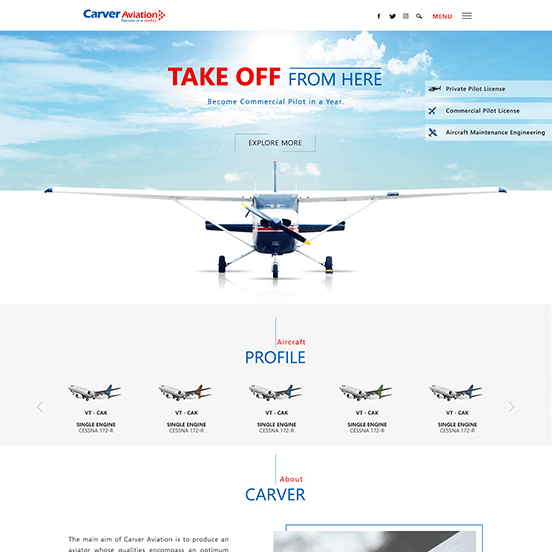 Carver Aviation
Success is a reality
MENU
TAKE OFF FROM HERE
Become Commercial Pilot in a Year.
Private Pilot License
Commercial Pilot License
Aircraft Maintenance Engineering
EXPLORE MORE
Aircraft
PROFILE
VT - CAK VT - CAK VT - CAK VT - CAK VT - CAK
SINGLE ENGINE SINGLE ENGINE SINGLE ENGINE SINGLE ENGINE SINGLE ENGINE
CESSNA 172-R CESSNA 172-R CESSNA 172-R CESSNA 172-R CESSNA 172-R
About
CARVER
The main aim of Carver Aviation is to produce an
aviator whose qualities encompass an optimum